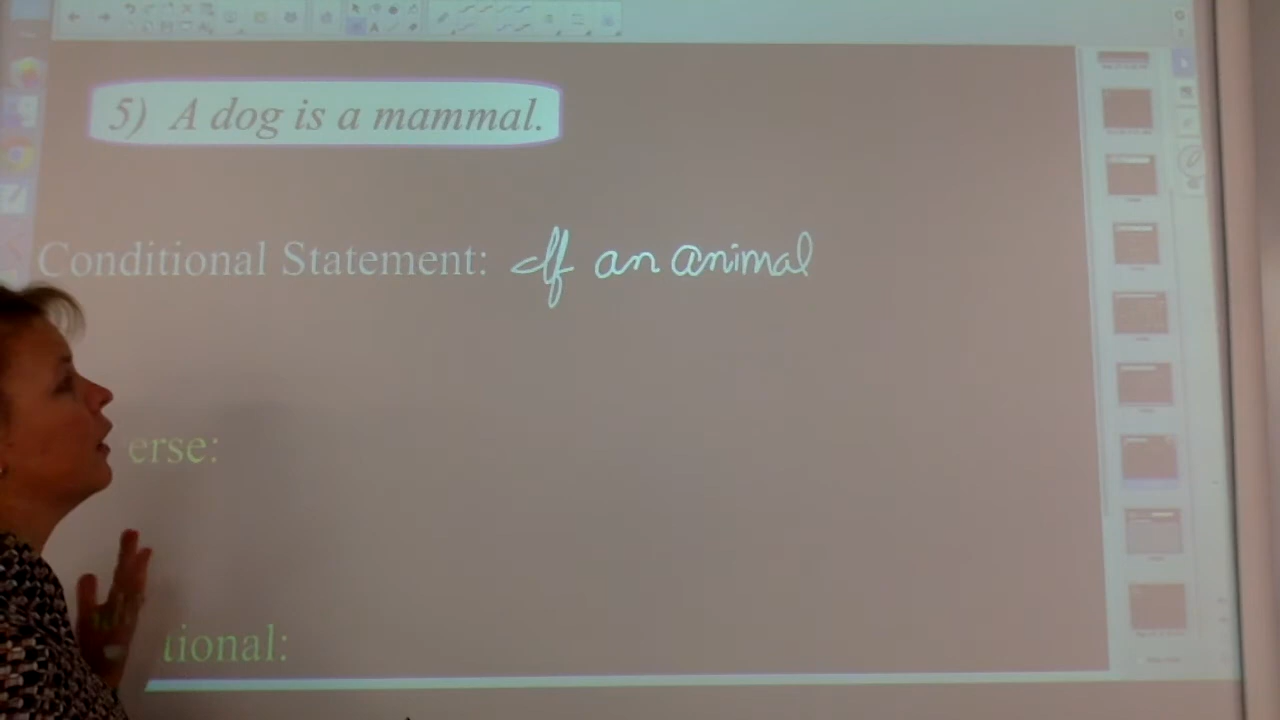 5) A dog is a mammal.
Conditional Statement: If an animal
erse:
tional: